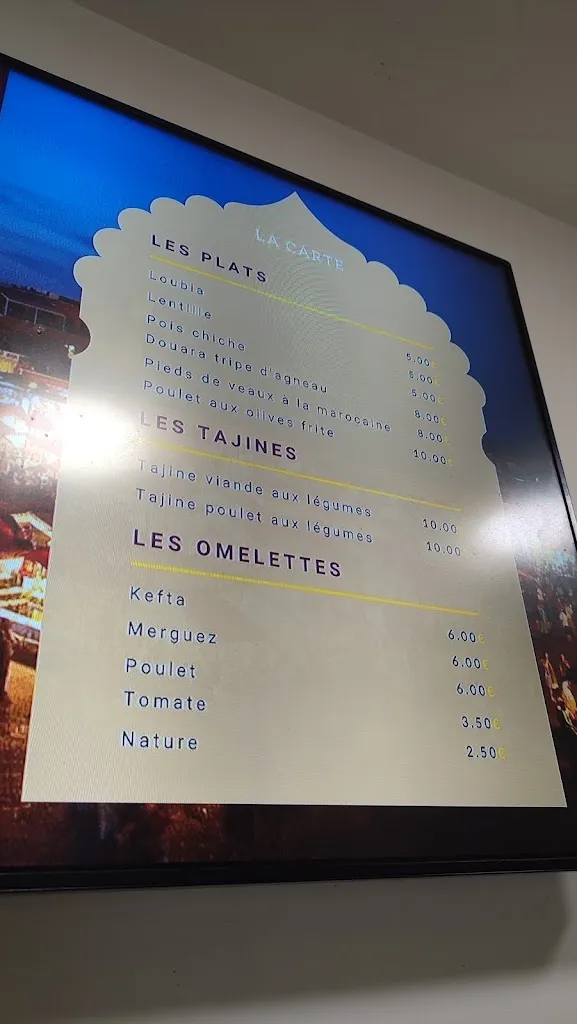 LA CARTE
LES PLATS
Loubia 5.00€
Lentille 5.00€
Pois chiche 5.00€
Douara tripe d'agneau 8.00€
Pieds de veaux à la marocaine 8.00€
Poulet aux olives frite 10.00€
LES TAJINES
Tajine viande aux légumes 10.00€
Tajine poulet aux légumes 10.00€
LES OMELETTES
Kefta 6.00€
Merguez 6.00€
Poulet 6.00€
Tomate 3.50€
Nature 2.50€